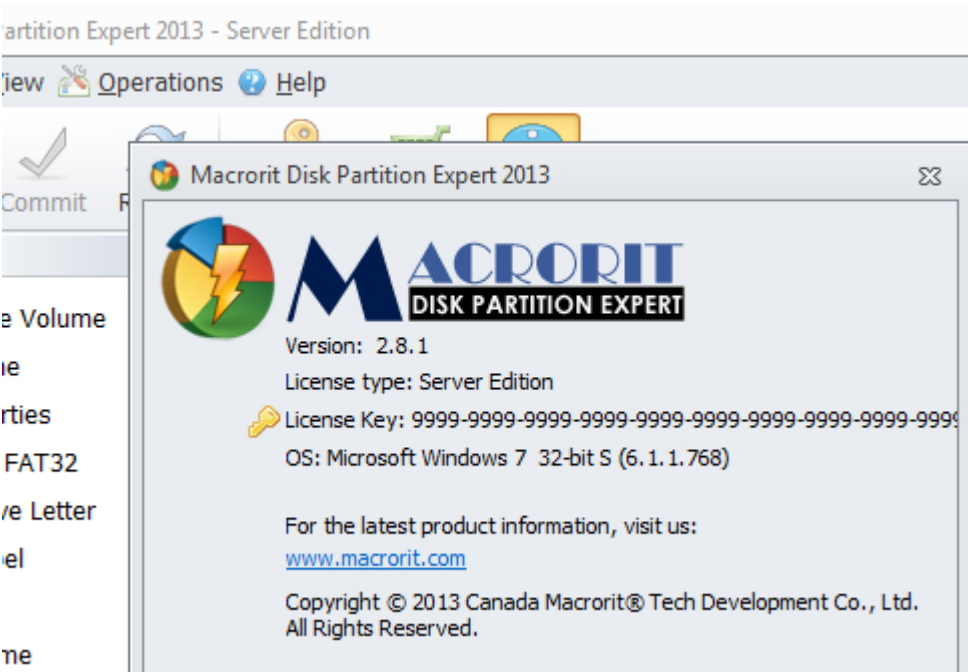 artition Expert 2013 - Server Edition
iew Operations Help
Commit R
Macrorit Disk Partition Expert 2013
MACRORIT
DISK PARTITION EXPERT
e Volume
Version: 2.8.1
ne
License type: Server Edition
rties
License Key: 9999-9999-9999-9999-9999-9999-9999-9999-9999-9999
FAT32
OS: Microsoft Windows 7 32-bit S (6.1.1.768)
ve Letter
For the latest product information, visit us:
el
www.macrorit.com
Copyright © 2013 Canada Macrorit® Tech Development Co., Ltd.
All Rights Reserved.
me